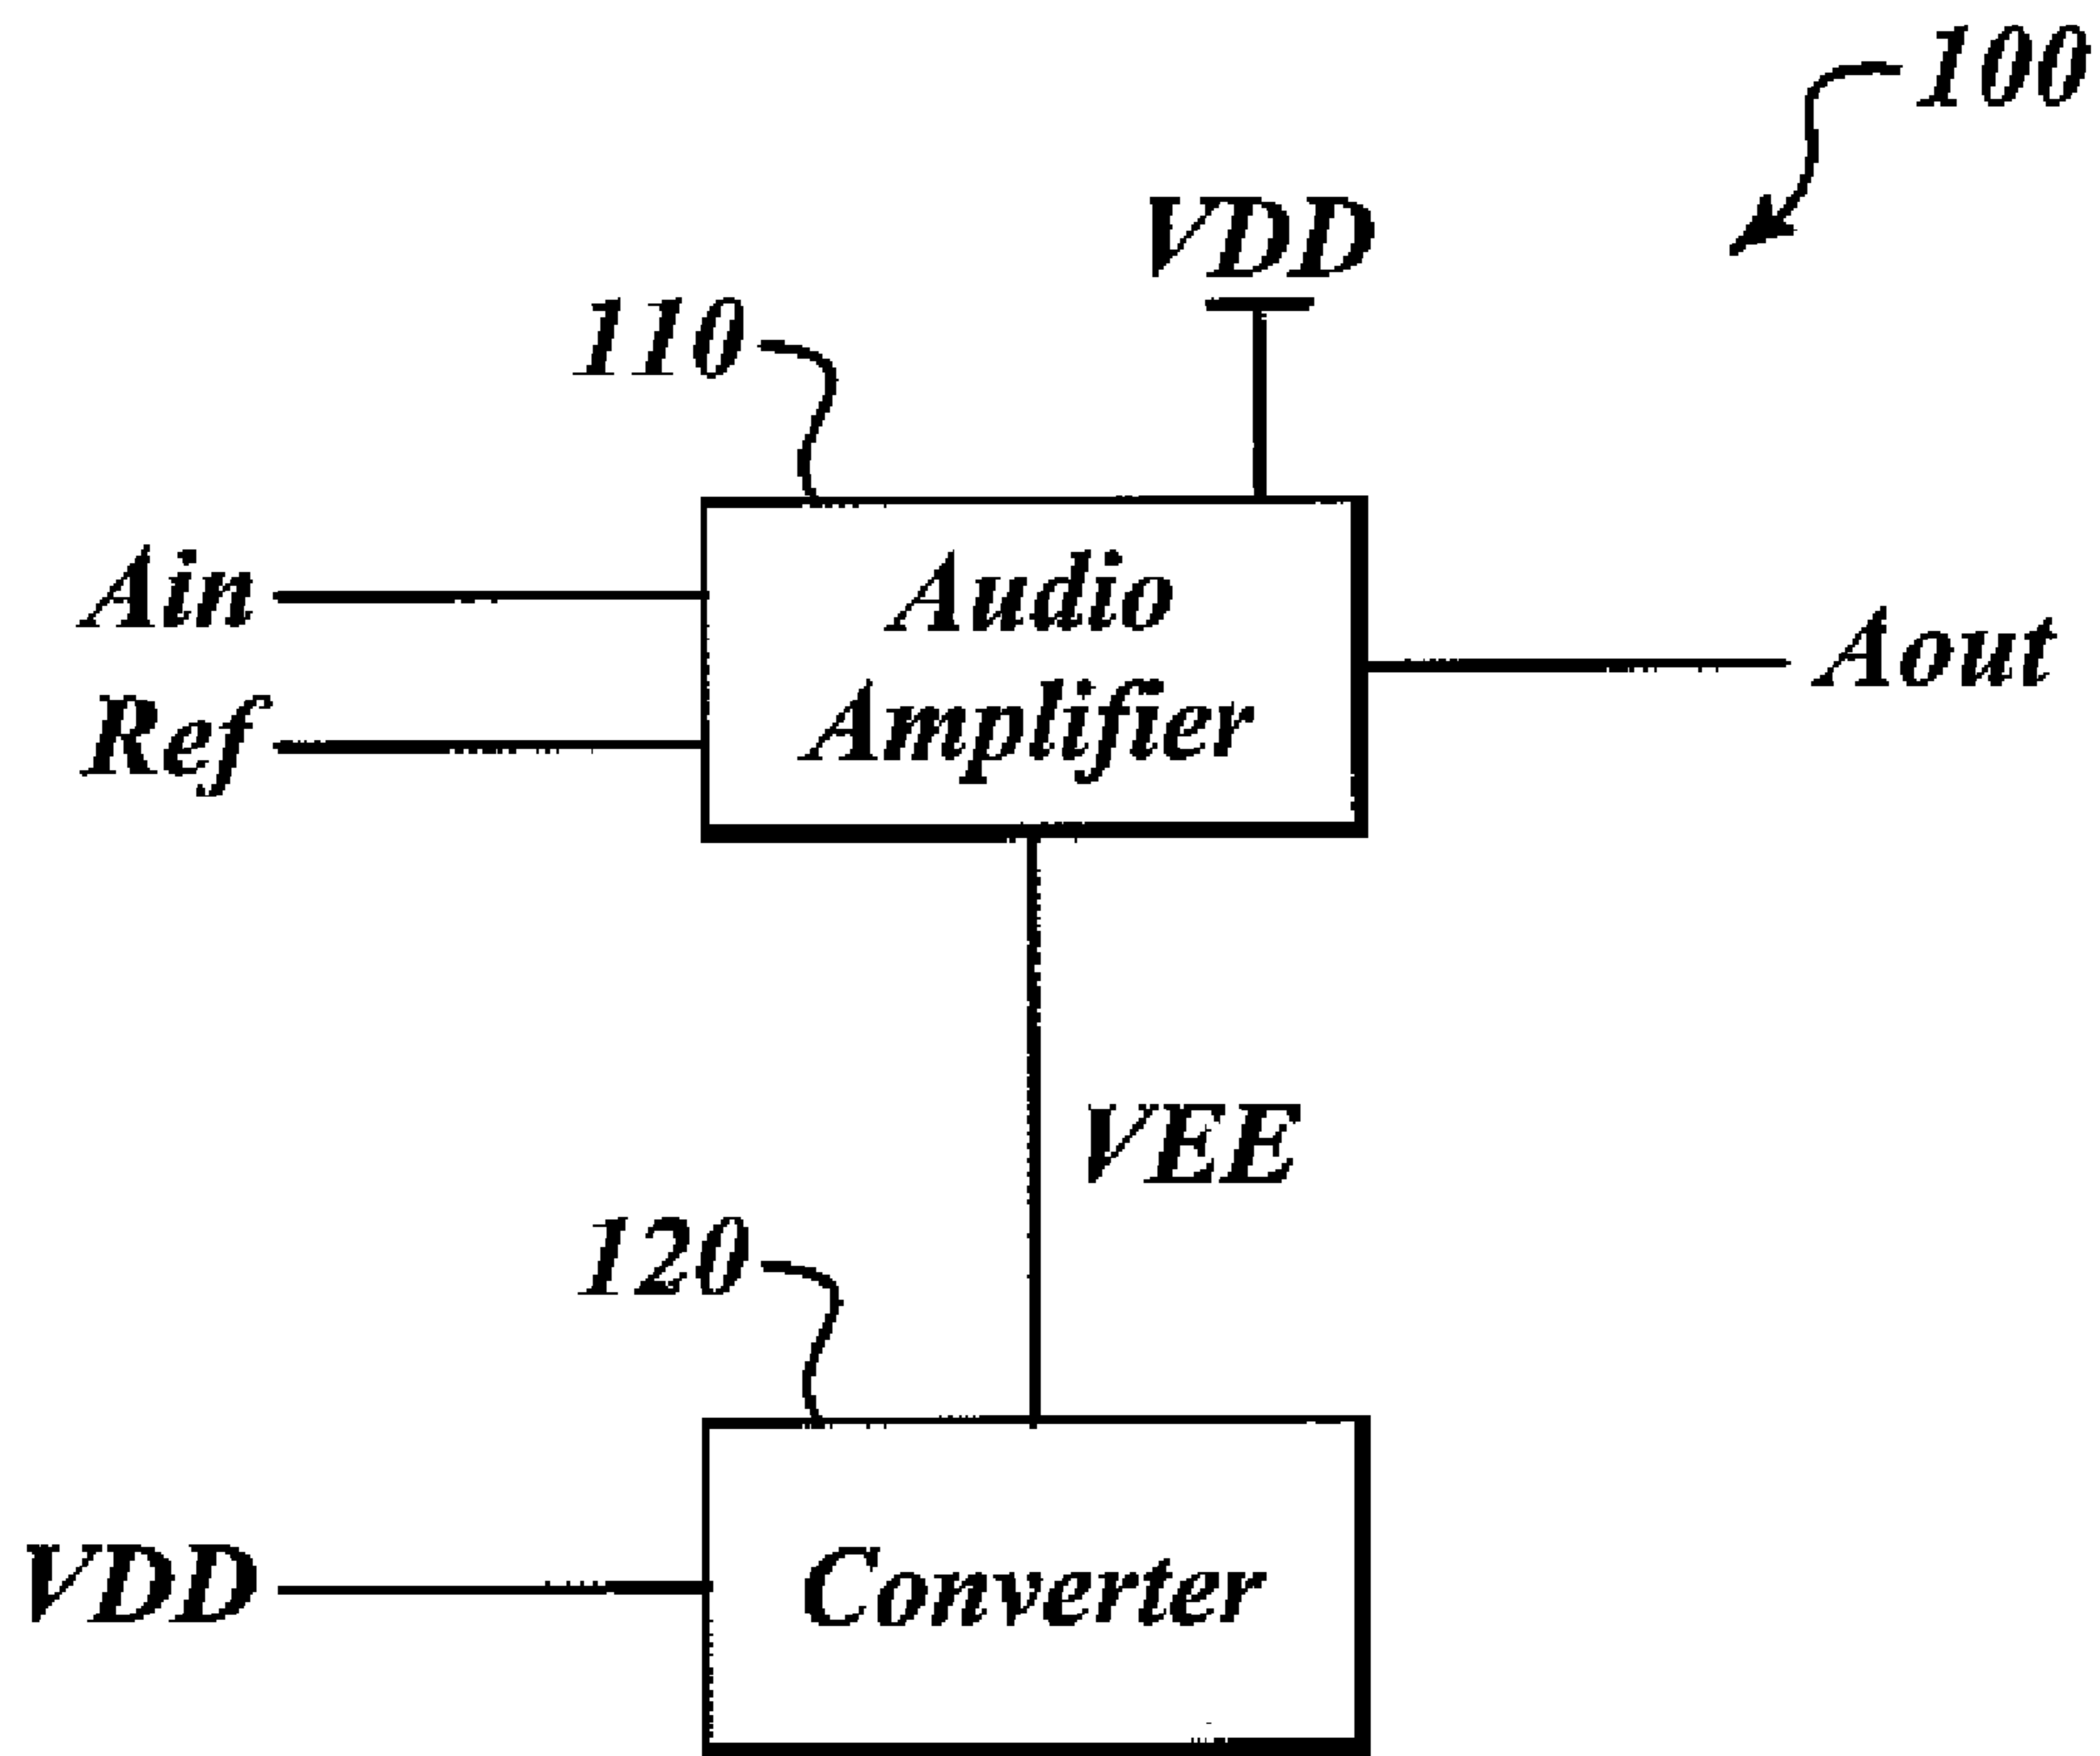 100
VDD
110
Ain
Audio
Amplifier
Aout
Ref
VEE
120
VDD
Converter